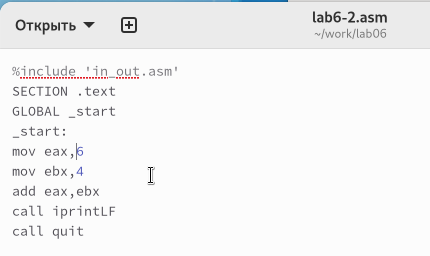 Открыть
lab6-2.asm
~/work/lab06
%include 'in_out.asm'
SECTION .text
GLOBAL _start
_start:
mov eax,6
mov ebx,4
add eax,ebx
call iprintLF
call quit